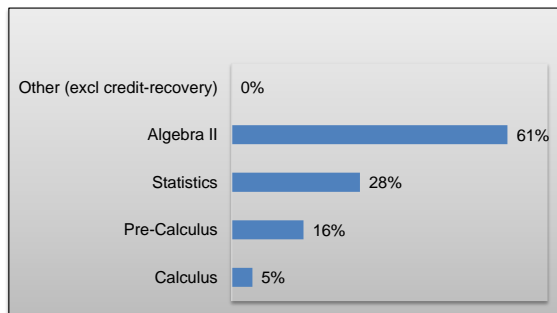 Other (excl credit-recovery) 0%
Algebra II 61%
Statistics 28%
Pre-Calculus 16%
Calculus 5%